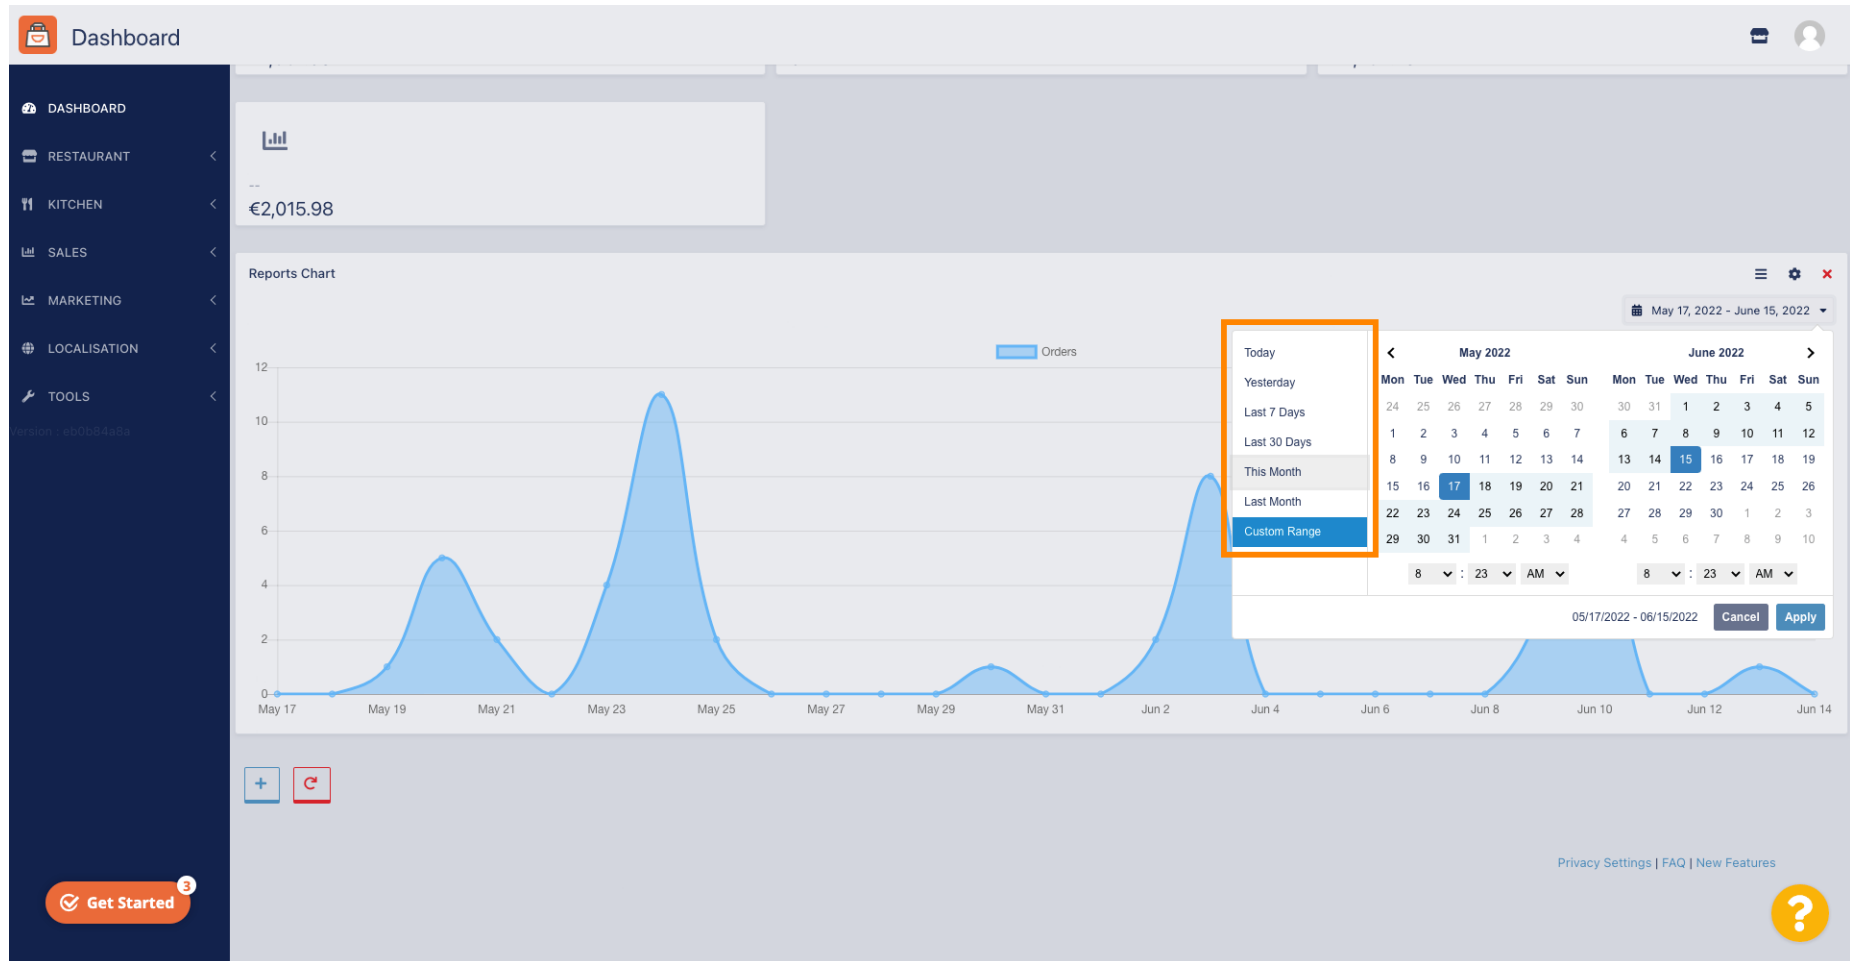 Dashboard
DASHBOARD
RESTAURANT
KITCHEN
SALES
MARKETING
LOCALISATION
TOOLS
Version : eb0b84a8a
--
€2,015.98
Reports Chart
May 17, 2022 - June 15, 2022
Orders
12
10
8
6
4
2
0
May 17 May 19 May 21 May 23 May 25 May 27 May 29 May 31 Jun 2 Jun 4 Jun 6 Jun 8 Jun 10 Jun 12 Jun 14
Today
Yesterday
Last 7 Days
Last 30 Days
This Month
Last Month
Custom Range
May 2022
Mon Tue Wed Thu Fri Sat Sun
24 25 26 27 28 29 30
1 2 3 4 5 6 7
8 9 10 11 12 13 14
15 16 17 18 19 20 21
22 23 24 25 26 27 28
29 30 31 1 2 3 4
8 : 23 AM
June 2022
Mon Tue Wed Thu Fri Sat Sun
30 31 1 2 3 4 5
6 7 8 9 10 11 12
13 14 15 16 17 18 19
20 21 22 23 24 25 26
27 28 29 30 1 2 3
4 5 6 7 8 9 10
8 : 23 AM
05/17/2022 - 06/15/2022 Cancel Apply
Privacy Settings | FAQ | New Features
3
Get Started
?